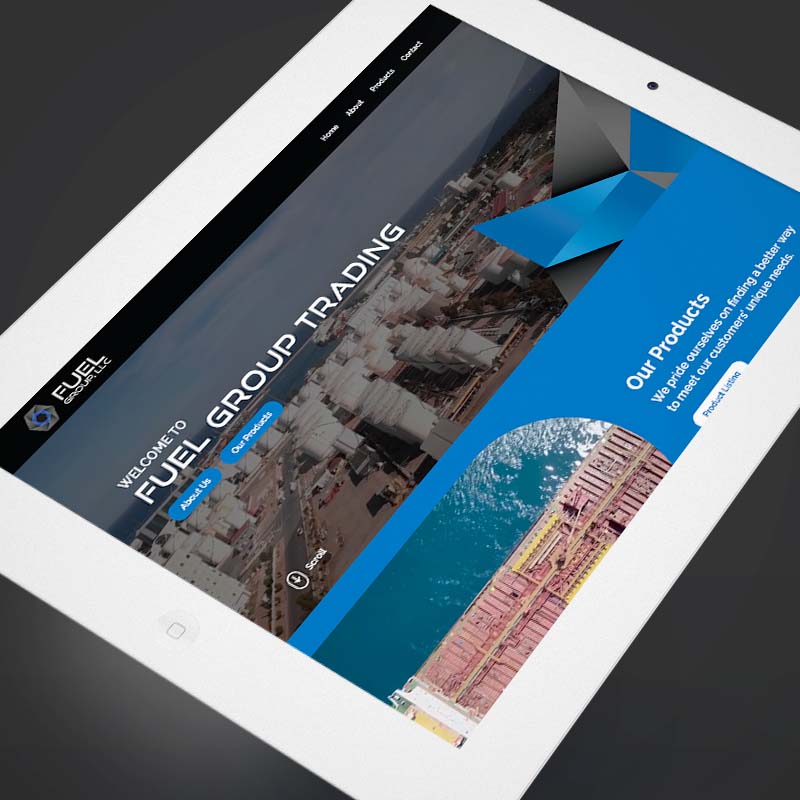 FUEL
GROUP, LLC
Home About Products Contact
WELCOME TO
FUEL GROUP TRADING
About Us Our Products
Scroll
Our Products
We pride ourselves on finding a better way
to meet our customers' unique needs.
Product Listing